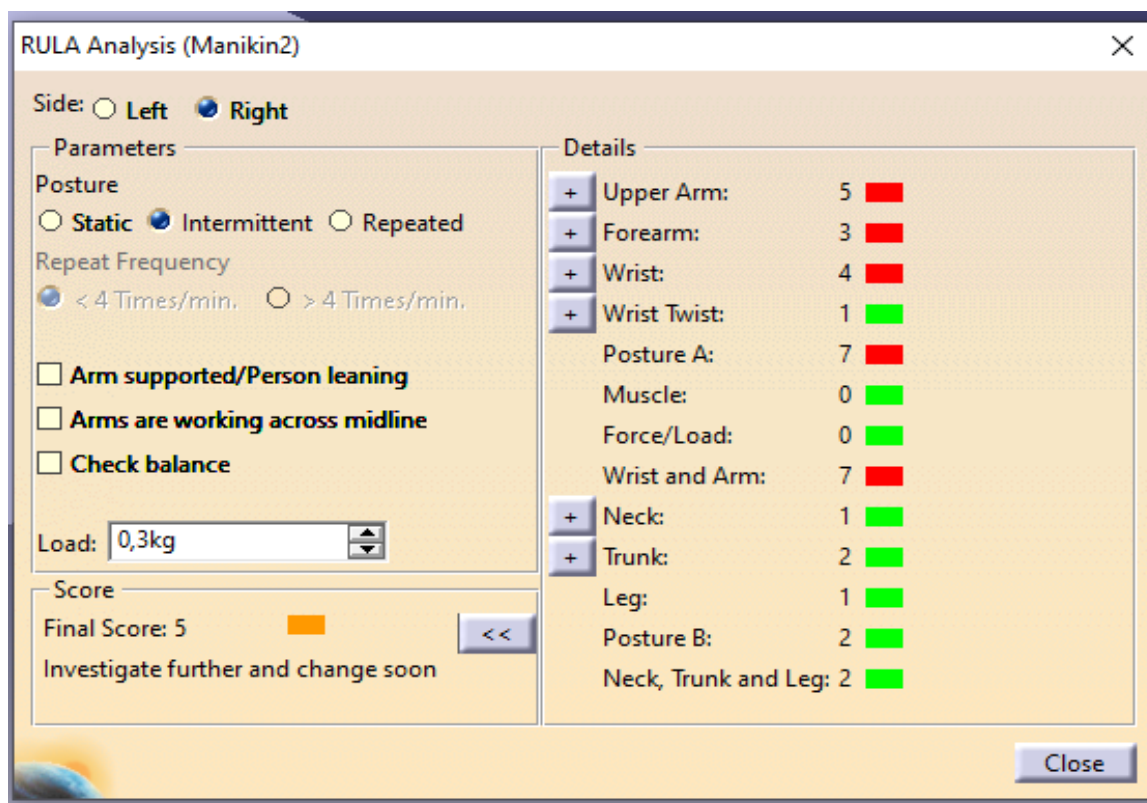 RULA Analysis (Manikin2)
Side: Left Right
Parameters
Posture
Static Intermittent Repeated
Repeat Frequency
< 4 Times/min. > 4 Times/min.
Arm supported/Person leaning
Arms are working across midline
Check balance
Load: 0,3kg
Score
Final Score: 5
<<
Investigate further and change soon
Details
+ Upper Arm: 5
+ Forearm: 3
+ Wrist: 4
+ Wrist Twist: 1
Posture A: 7
Muscle: 0
Force/Load: 0
Wrist and Arm: 7
+ Neck: 1
+ Trunk: 2
Leg: 1
Posture B: 2
Neck, Trunk and Leg: 2
Close